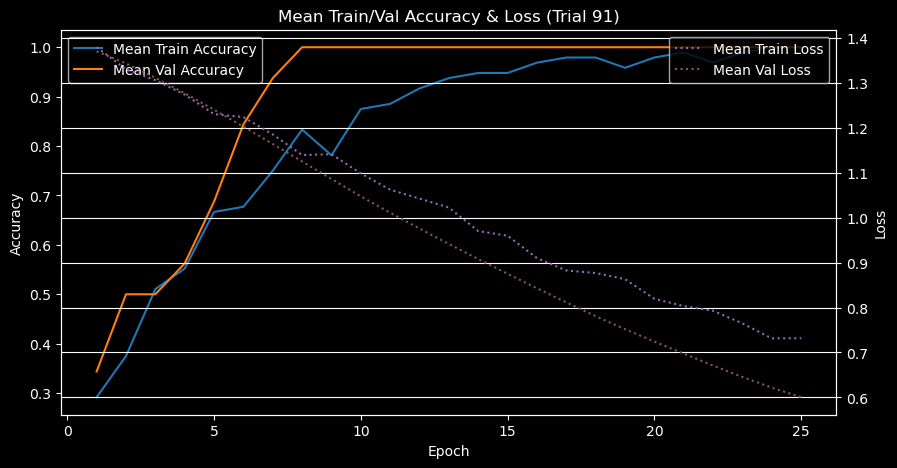 Mean Train/Val Accuracy & Loss (Trial 91)
Mean Train Accuracy
Mean Val Accuracy
Mean Train Loss
Mean Val Loss
1.0
0.9
0.8
0.7
0.6
0.5
0.4
0.3
Accuracy
1.4
1.3
1.2
1.1
1.0
0.9
0.8
0.7
0.6
Loss
0
5
10
15
20
25
Epoch